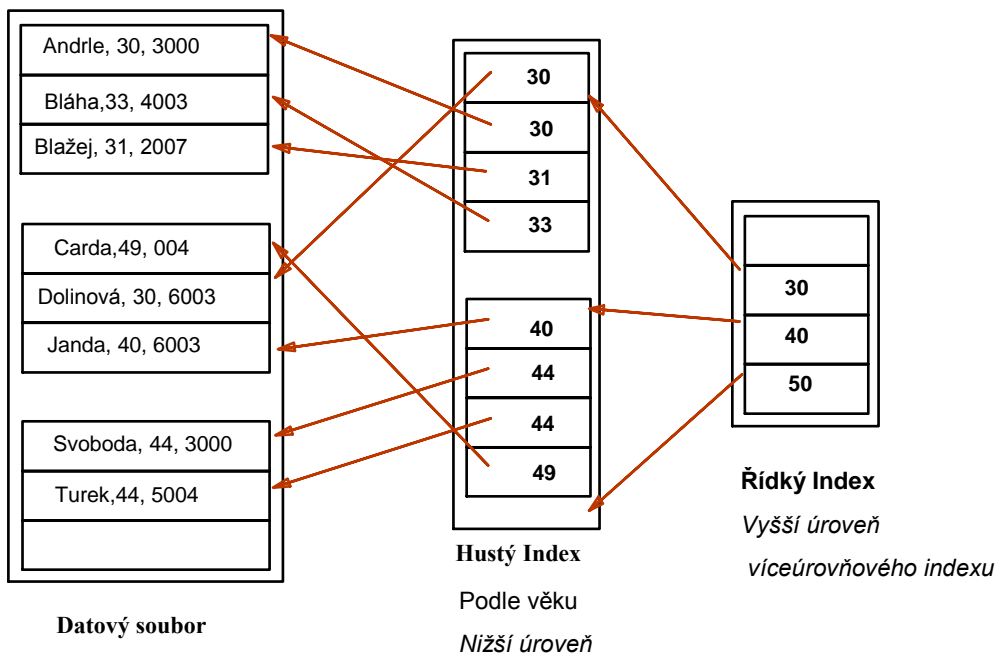 Andrle, 30, 3000
Bláha,33, 4003
Blažej, 31, 2007
Carda,49, 004
Dolinová, 30, 6003
Janda, 40, 6003
Svoboda, 44, 3000
Turek,44, 5004
Datový soubor
30
30
31
33
40
44
44
49
Hustý Index
Podle věku
Nižší úroveň
30
40
50
Řídký Index
Vyšší úroveň
víceúrovňového indexu